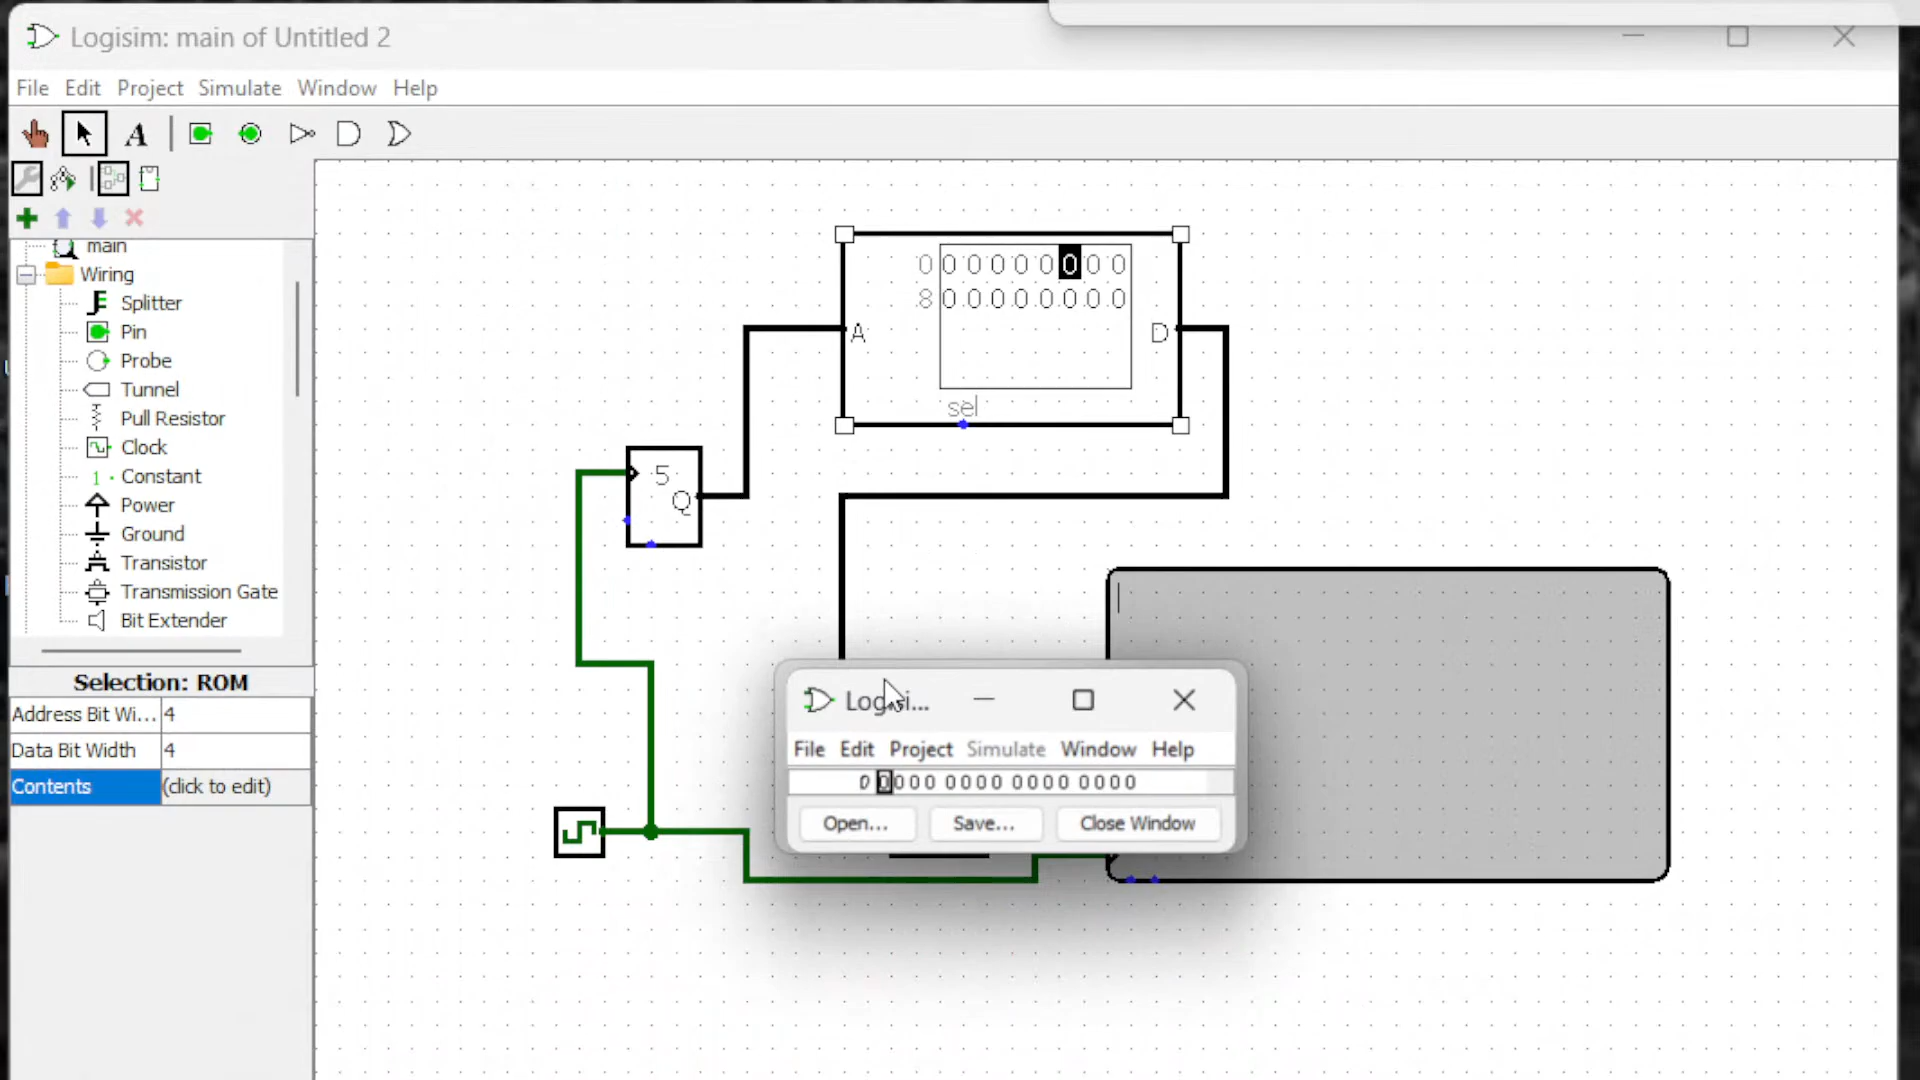 Logisim: main of Untitled 2
File Edit Project Simulate Window Help
A
main
Wiring
Splitter
Pin
Probe
Tunnel
Pull Resistor
Clock
1 Constant
Power
Ground
Transistor
Transmission Gate
Bit Extender
Selection: ROM
Address Bit Wi... 4
Data Bit Width 4
Contents (click to edit)
0 0 0 0 0 0 0 0 0
8 0 0 0 0 0 0 0 0
A D
sel
5
Q
File Edit Project Simulate Window Help
0 0000 0000 0000 0000
Open... Save... Close Window